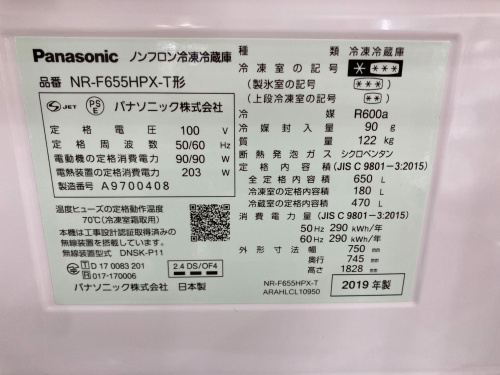 Panasonic ノンフロン冷凍冷蔵庫
品番 NR-F655HPX-T形
S JET PS E パナソニック株式会社
定格電圧 100 V
定格周波数 50/60 Hz
電動機の定格消費電力 90/90 W
電熱装置の定格消費電力 203 W
製造番号 A9700408
温度ヒューズの定格動作温度
70℃(冷凍室霜取用)
本機は工事設計認証取得済みの
無線装置を搭載しています。
無線装置型式 DNSK-P11
R T D 17 0083 201
017-170006
2.4 DS/OF4
パナソニック株式会社 日本製
種類 冷凍冷蔵庫
冷凍室の記号 * ***
(製氷室の記号) ***
(上段冷凍室の記号) ***
冷媒 R600a
冷媒封入量 90 g
質量 122 kg
断熱発泡ガス シクロペンタン
定格内容積 (JIS C 9801-3:2015)
全定格内容積 650 L
冷凍室の定格内容積 180 L
冷蔵室の定格内容積 470 L
消費電力量 (JIS C 9801-3:2015)
50 Hz 290 kWh/年
60 Hz 290 kWh/年
外形寸法 幅 750 mm
奥行 745 mm
高さ 1828 mm
NR-F655HPX-T
ARAHLCL10950
2019年製